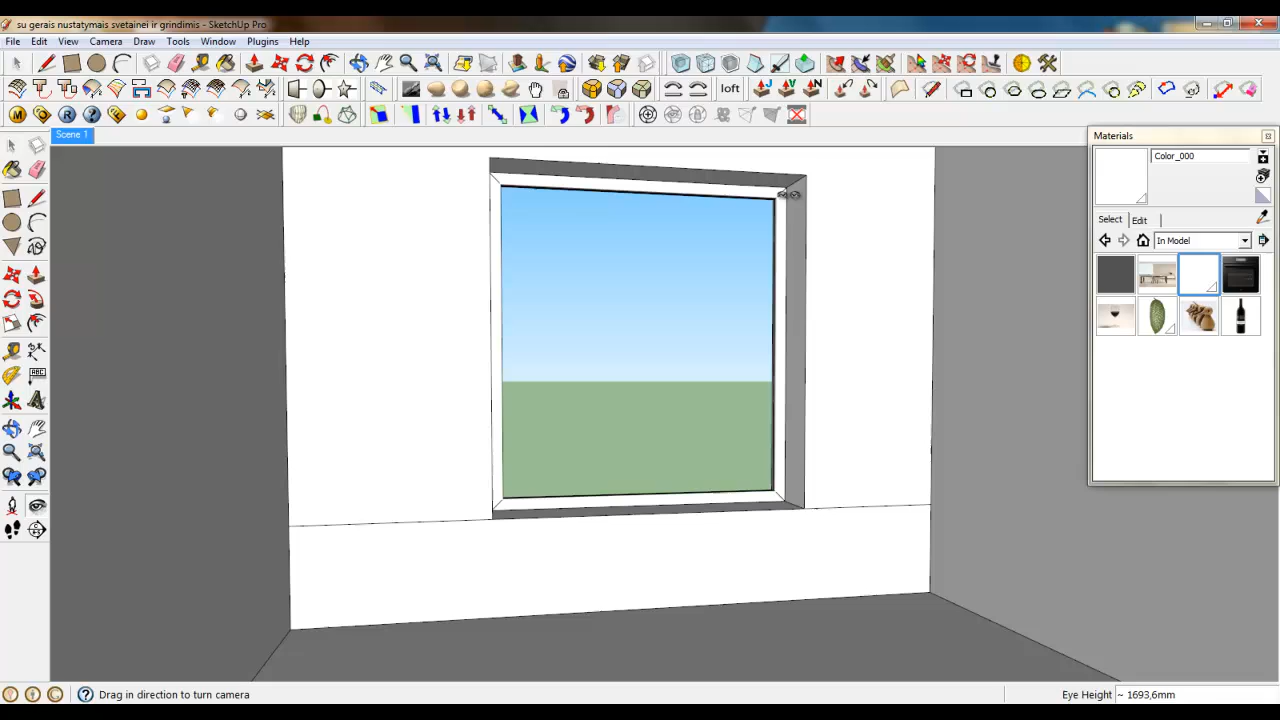 su gerais nustatymais svetainei ir grindimis - SketchUp Pro
File Edit View Camera Draw Tools Window Plugins Help
loft
M O R ?
Scene 1
Materials
Color_000
Select Edit
In Model
ABC
Drag in direction to turn camera
Eye Height ~ 1693,6mm